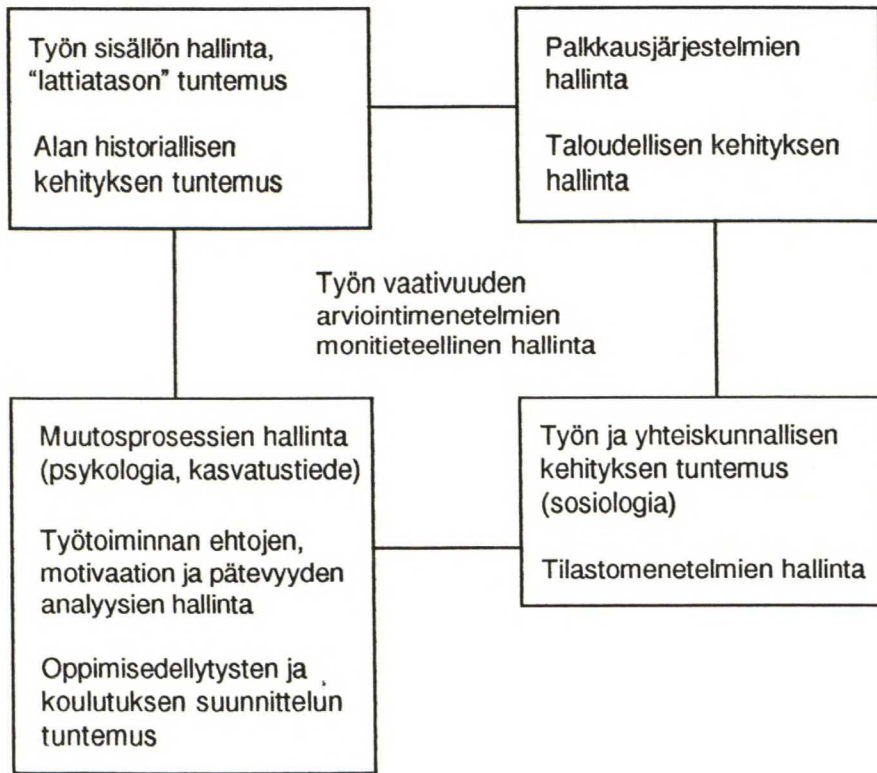 Työn sisällön hallinta,
“lattiatason” tuntemus
Alan historiallisen
kehityksen tuntemus
Palkkausjärjestelmien
hallinta
Taloudellisen kehityksen
hallinta
Työn vaativuuden
arviointimenetelmien
monitieteellinen hallinta
Muutosprosessien hallinta
(psykologia, kasvatustiede)
Työtoiminnan ehtojen,
motivaation ja pätevyyden
analyysien hallinta
Oppimisedellytysten ja
koulutuksen suunnittelun
tuntemus
Työn ja yhteiskunnallisen
kehityksen tuntemus
(sosiologia)
Tilastomenetelmien hallinta